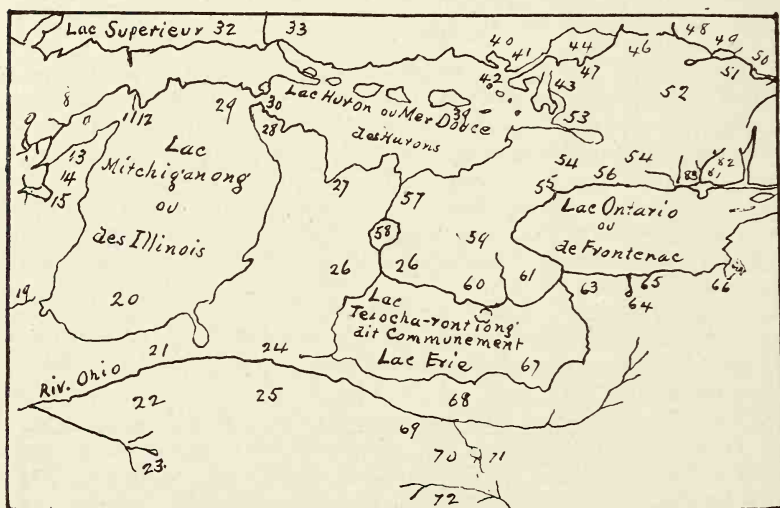 Lac Superieur 32 33
40 41 44 46 48 49 50
42 43 47 51 52
8 9 11 12 29 30 28
Lac Huron ou Mer Douce
39
des Hurons
53
13
14
15
Lac
Mitchiganong
ou
des Illinois
27
54 54
55 56
83 81 82
57
58
59
Lac Ontario
ou
de Frontenac
19
20
26 26
60 61
63 64 65 66
Lac
Teiocha-rontiong
dit Communement
Lac Erie
67
21 24
Riv. Ohio
22 25
68
69
23.
70 71
72